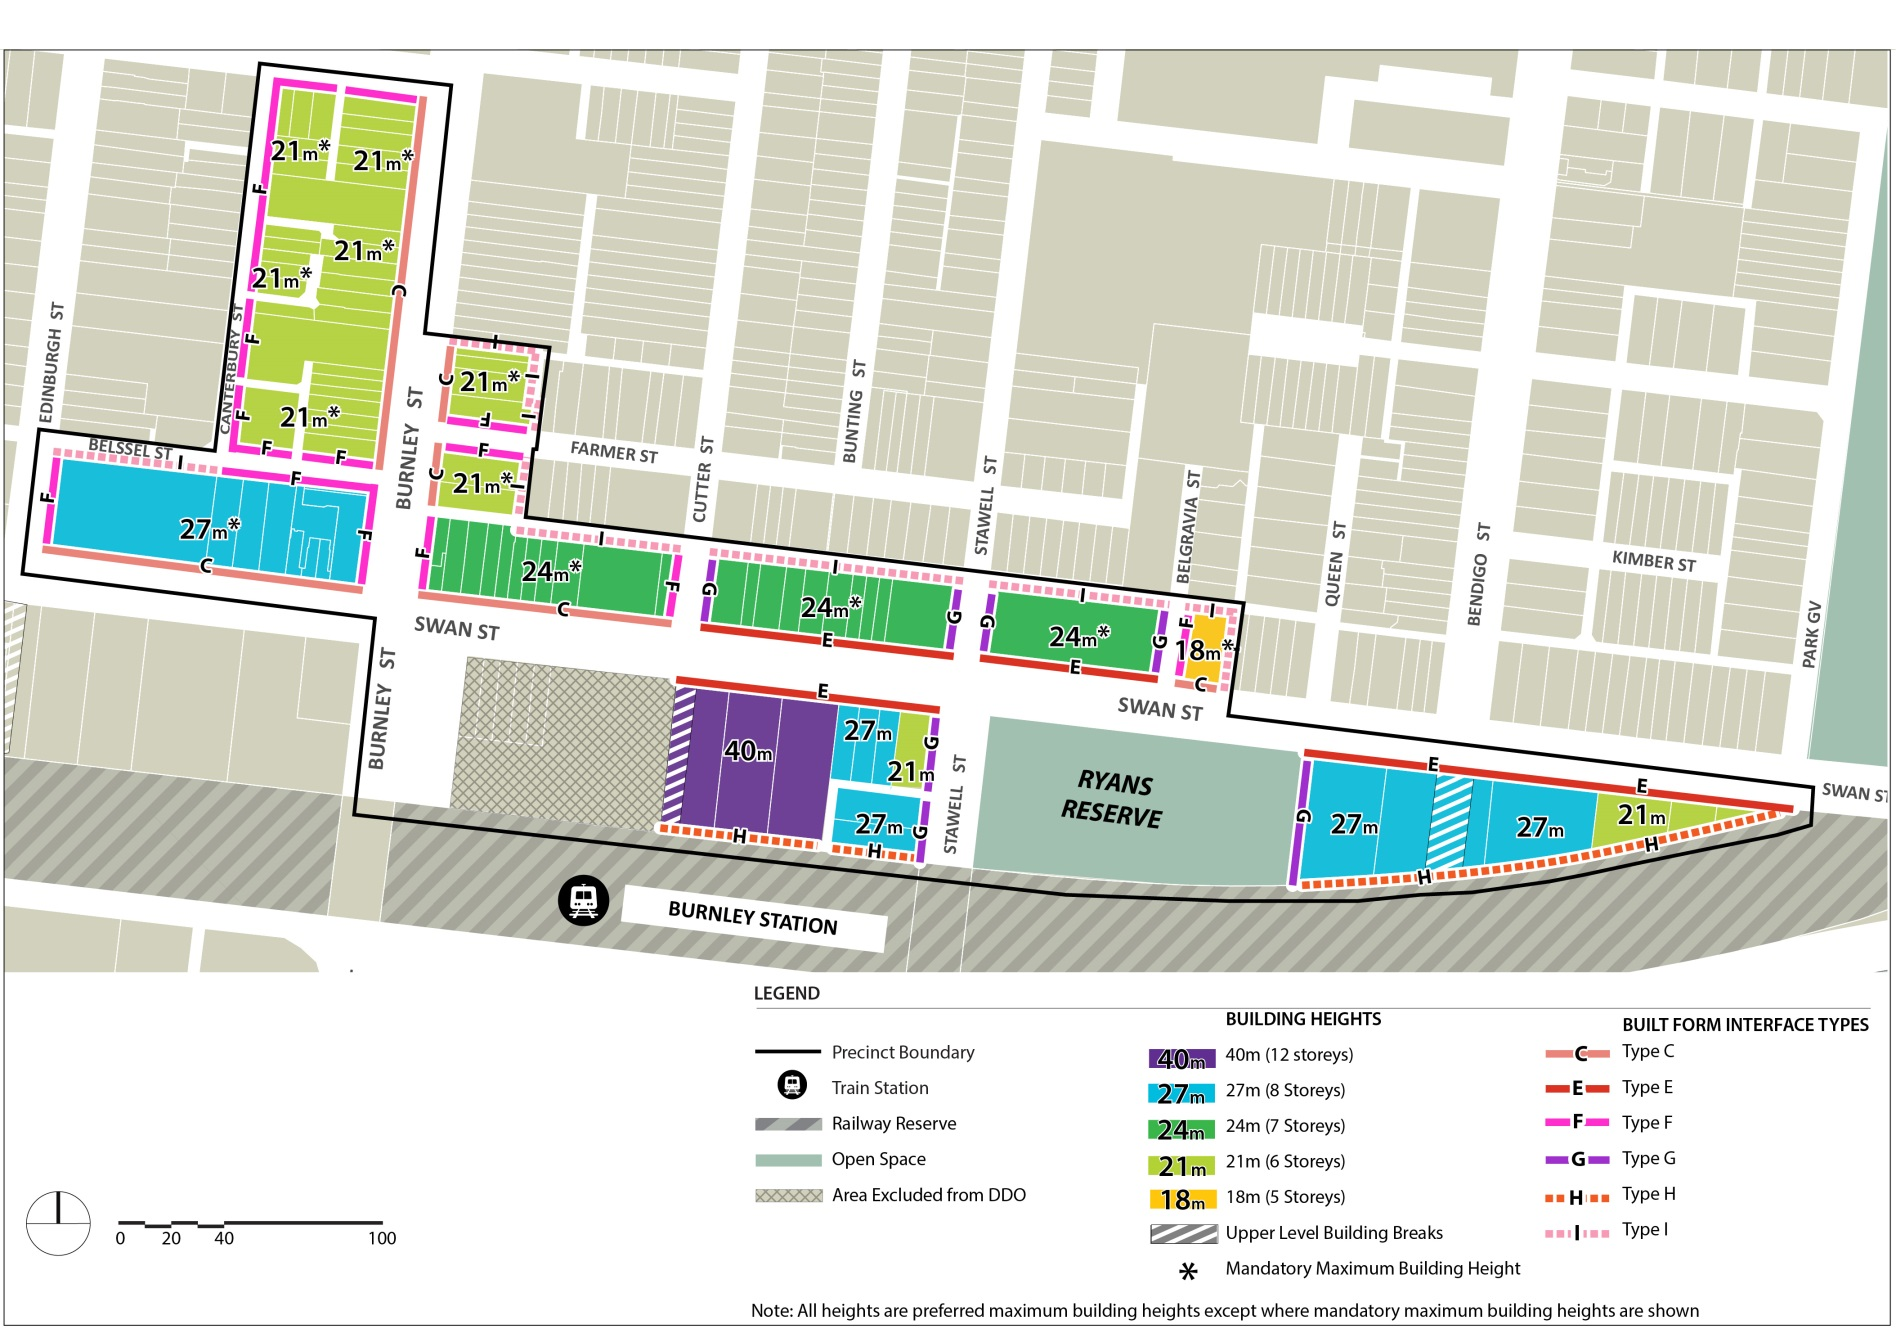 21m*
21m*
F
21m*
21m*
C
F
I
EDINBURGH ST
CANTERBURY ST
C
21m*
I
BURNLEY ST
F
21m*
F
I
BUNTING ST
BELSSEL ST
F
F
F
FARMER ST
CUTTER ST
STAWELL ST
BELGRAVIA ST
I
F
C
21m*
I
F
27m*
F
F
I
I
QUEEN ST
BENDIGO ST
KIMBER ST
PARK GV
C
24m*
F
G
24m*
G
G
I
24m*
G
F
I
18m*
C
C
E
E
SWAN ST
SWAN ST
BURNLEY ST
E
40m
27m
G
21m
STAWELL ST
27m
G
H
H
RYANS
RESERVE
E
E
SWAN ST
G
27m
27m
21m
H
H
BURNLEY STATION
LEGEND
Precinct Boundary
Train Station
Railway Reserve
Open Space
Area Excluded from DDO
BUILDING HEIGHTS
40m 40m (12 storeys)
27m 27m (8 Storeys)
24m 24m (7 Storeys)
21m 21m (6 Storeys)
18m 18m (5 Storeys)
Upper Level Building Breaks
* Mandatory Maximum Building Height
BUILT FORM INTERFACE TYPES
C Type C
E Type E
F Type F
G Type G
H Type H
I Type I
0 20 40 100
Note: All heights are preferred maximum building heights except where mandatory maximum building heights are shown